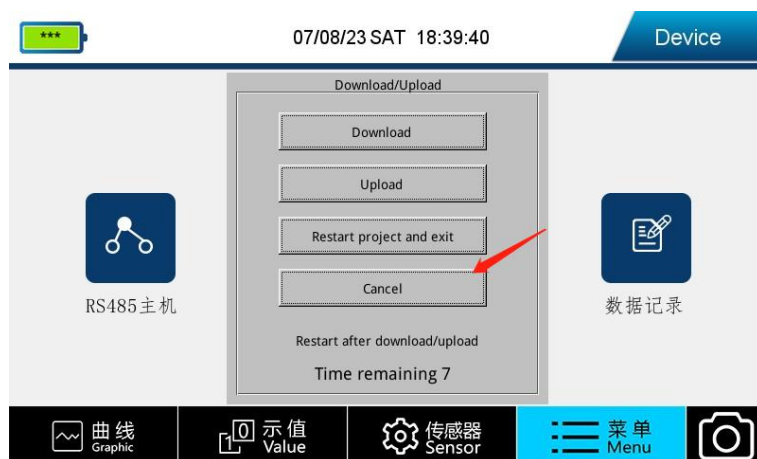 ***
07/08/23 SAT 18:39:40
Device
Download/Upload
Download
Upload
Restart project and exit
Cancel
Restart after download/upload
Time remaining 7
RS485主机
数据记录
曲线
Graphic
1 0
示值
Value
传感器
Sensor
菜单
Menu